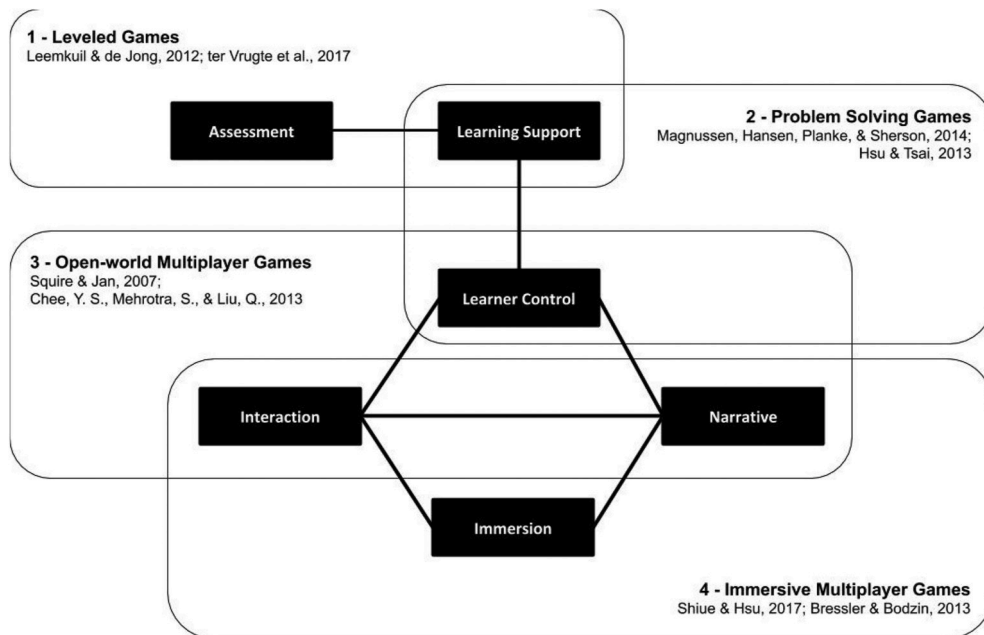 1 - Leveled Games
Leemkuil & de Jong, 2012; ter Vrugte et al., 2017
Assessment
Learning Support
2 - Problem Solving Games
Magnussen, Hansen, Planke, & Sherson, 2014;
Hsu & Tsai, 2013
3 - Open-world Multiplayer Games
Squire & Jan, 2007;
Chee, Y. S., Mehrotra, S., & Liu, Q., 2013
Learner Control
Interaction
Narrative
Immersion
4 - Immersive Multiplayer Games
Shiue & Hsu, 2017; Bressler & Bodzin, 2013